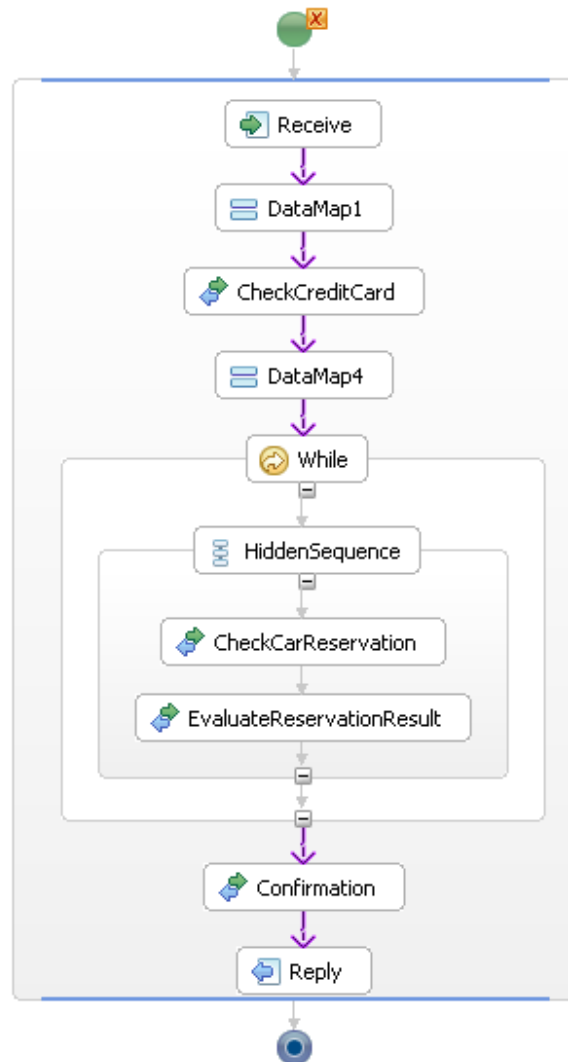 Receive
DataMap1
CheckCreditCard
DataMap4
While
HiddenSequence
CheckCarReservation
EvaluateReservationResult
Confirmation
Reply